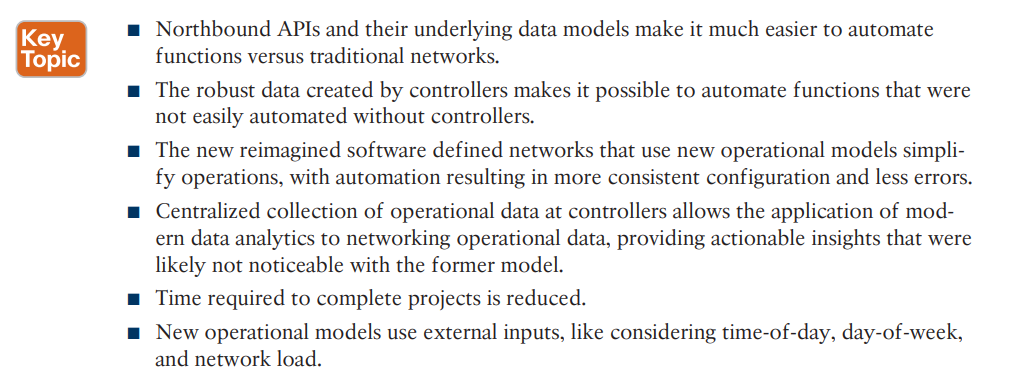 Key
Topic
■ Northbound APIs and their underlying data models make it much easier to automate
functions versus traditional networks.
■ The robust data created by controllers makes it possible to automate functions that were
not easily automated without controllers.
■ The new reimagined software defined networks that use new operational models simpli-
fy operations, with automation resulting in more consistent configuration and less errors.
■ Centralized collection of operational data at controllers allows the application of mod-
ern data analytics to networking operational data, providing actionable insights that were
likely not noticeable with the former model.
■ Time required to complete projects is reduced.
■ New operational models use external inputs, like considering time-of-day, day-of-week,
and network load.